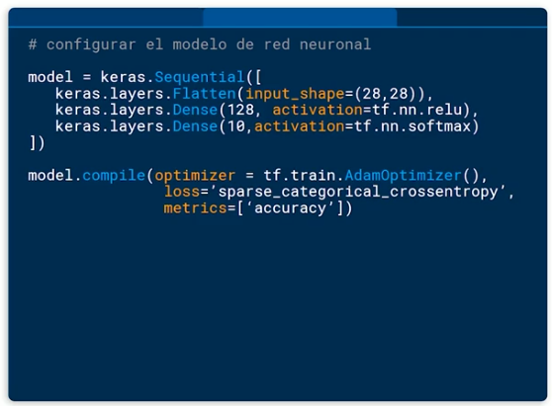 # configurar el modelo de red neuronal
model = keras.Sequential([
keras.layers.Flatten(input_shape=(28,28)),
keras.layers.Dense(128, activation=tf.nn.relu),
keras.layers.Dense(10,activation=tf.nn.softmax)
])
model.compile(optimizer = tf.train.AdamOptimizer(),
loss=’sparse_categorical_crossentropy’,
metrics=[‘accuracy’])